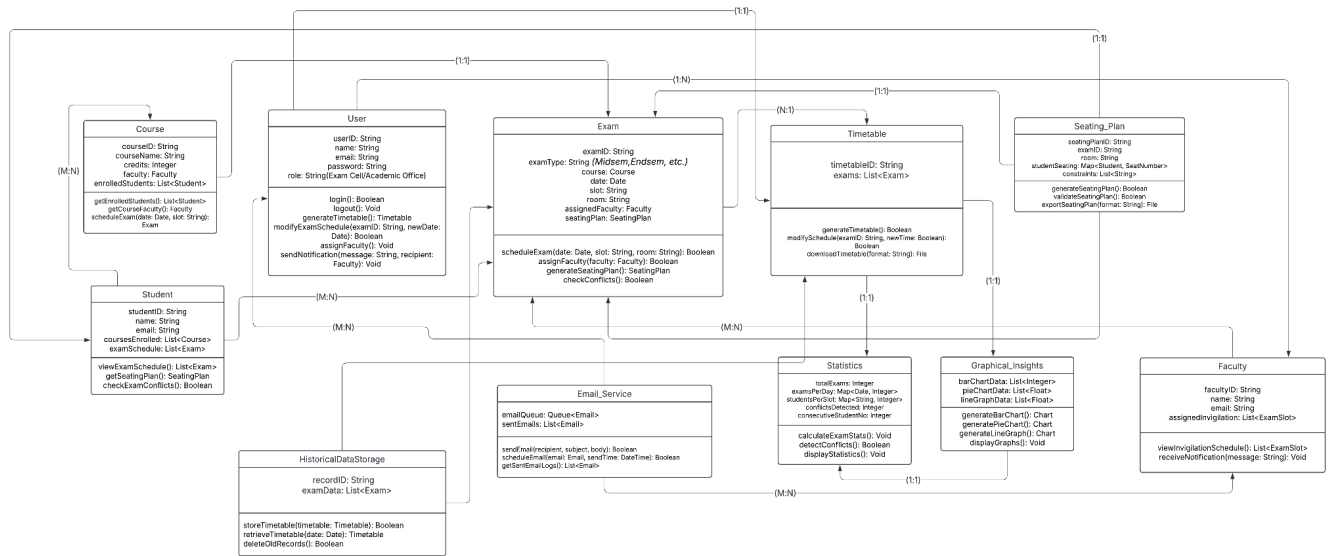 (1:1)
(1:1)
(1:1)
(1:N)
(1:1)
(N:1)
(M:N)
Course
courseID: String
courseName: String
credits: Integer
faculty: Faculty
enrolledStudents: List<Student>
getEnrolledStudents(): List<Student>
getCourseFaculty(): Faculty
scheduleExam(date: Date, slot: String):
Exam
User
userID: String
name: String
email: String
password: String
role: String(Exam Cell/Academic Office)
login(): Boolean
logout(): Void
generateTimetable(): Timetable
modifyExamSchedule(examID: String, newDate:
Date): Boolean
assignFaculty(): Void
sendNotification(message: String, recipient:
Faculty): Void
Exam
examID: String
examType: String (Midsem,Endsem, etc.)
course: Course
date: Date
slot: String
room: String
assignedFaculty: Faculty
seatingPlan: SeatingPlan
scheduleExam(date: Date, slot: String, room: String): Boolean
assignFaculty(faculty: Faculty): Boolean
generateSeatingPlan(): SeatingPlan
checkConflicts(): Boolean
Timetable
timetableID: String
exams: List<Exam>
generateTimetable(): Boolean
modifySchedule(examID: String, newTime: Boolean):
Boolean
downloadTimetable(format: String): File
Seating_Plan
seatingPlanID: String
examID: String
room: String
studentSeating: Map<Student, SeatNumber>
constraints: List<String>
generateSeatingPlan(): Boolean
validateSeatingPlan(): Boolean
exportSeatingPlan(format: String): File
(M:N)
(M:N)
(1:1)
(1:1)
(M:N)
Student
studentID: String
name: String
email: String
coursesEnrolled: List<Course>
examSchedule: List<Exam>
viewExamSchedule(): List<Exam>
getSeatingPlan(): SeatingPlan
checkExamConflicts(): Boolean
Email_Service
emailQueue: Queue<Email>
sentEmails: List<Email>
sendEmail(recipient, subject, body): Boolean
scheduleEmail(email: Email, sendTime: DateTime): Boolean
getSentEmailLogs(): List<Email>
Statistics
totalExams: Integer
examsPerDay: Map<Date, Integer>
studentsPerSlot: Map<String, Integer>
conflictsDetected: Integer
consecutiveStudentNo: Integer
calculateExamStats(): Void
detectConflicts(): Boolean
displayStatistics(): Void
Graphical_Insights
barChartData: List<Integer>
pieChartData: List<Float>
lineGraphData: List<Float>
generateBarChart(): Chart
generatePieChart(): Chart
generateLineGraph(): Chart
displayGraphs(): Void
Faculty
facultyID: String
name: String
email: String
assignedInvigilation: List<ExamSlot>
viewInvigilationSchedule(): List<ExamSlot>
receiveNotification(message: String): Void
(1:1)
(M:N)
HistoricalDataStorage
recordID: String
examData: List<Exam>
storeTimetable(timetable: Timetable): Boolean
retrieveTimetable(date: Date): Timetable
deleteOldRecords(): Boolean